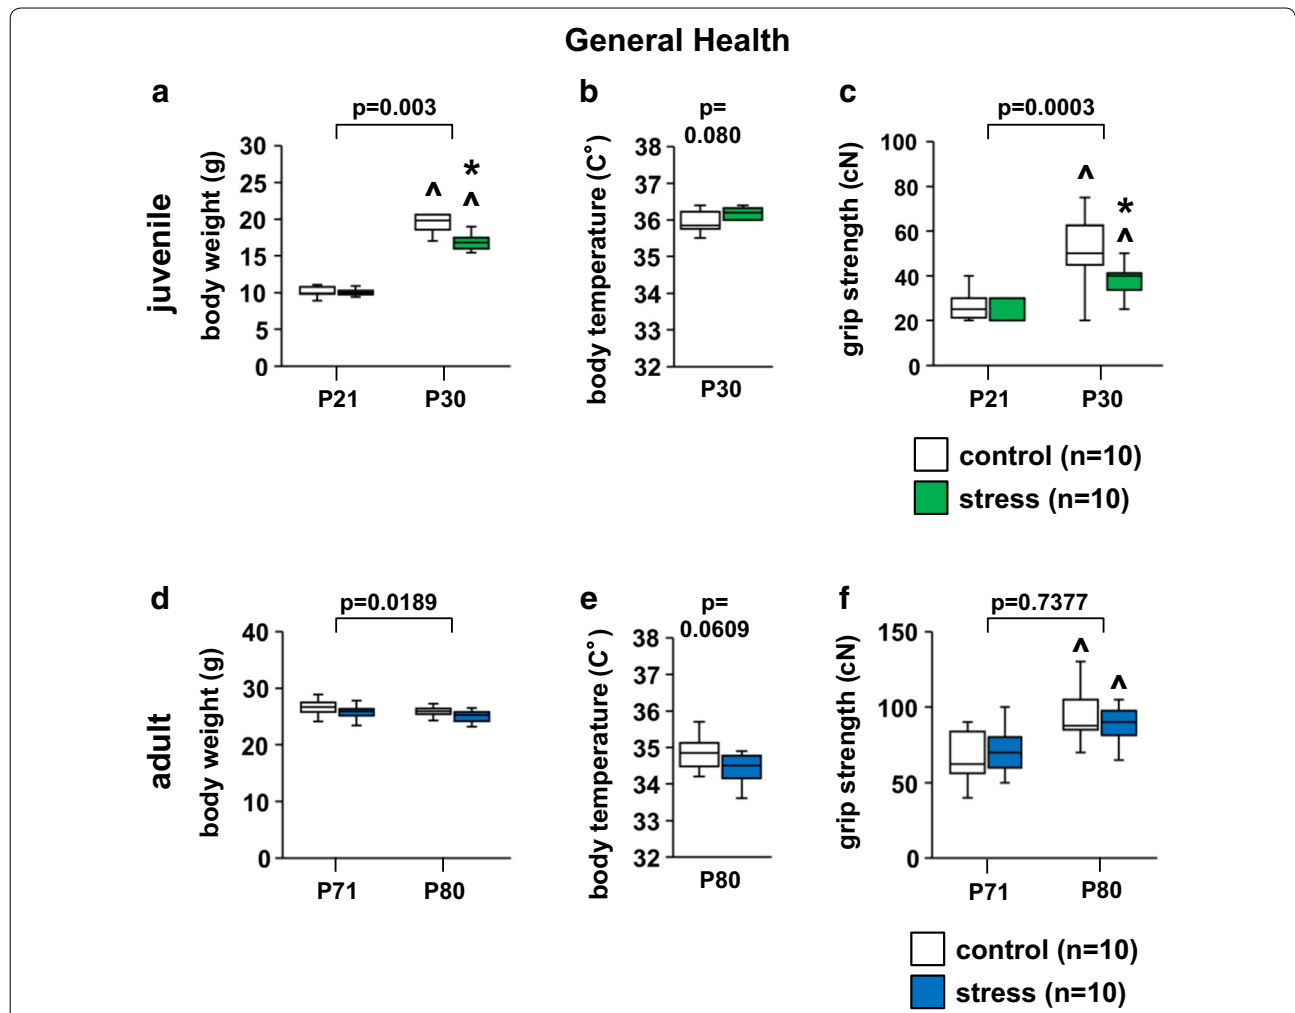 General Health
a
b
c
p=0.003
p=
0.080
p=0.0003
juvenile
body weight (g)
30
25
20
15
10
5
0
^
*
^
P21
P30
body temperature (C°)
38
37
36
35
34
33
32
P30
grip strength (cN)
100
80
60
40
20
0
^
*
^
P21
P30
control (n=10)
stress (n=10)
d
e
f
p=0.0189
p=
0.0609
p=0.7377
adult
body weight (g)
40
30
20
10
0
P71
P80
body temperature (C°)
38
37
36
35
34
33
32
P80
grip strength (cN)
150
100
50
0
^
^
P71
P80
control (n=10)
stress (n=10)